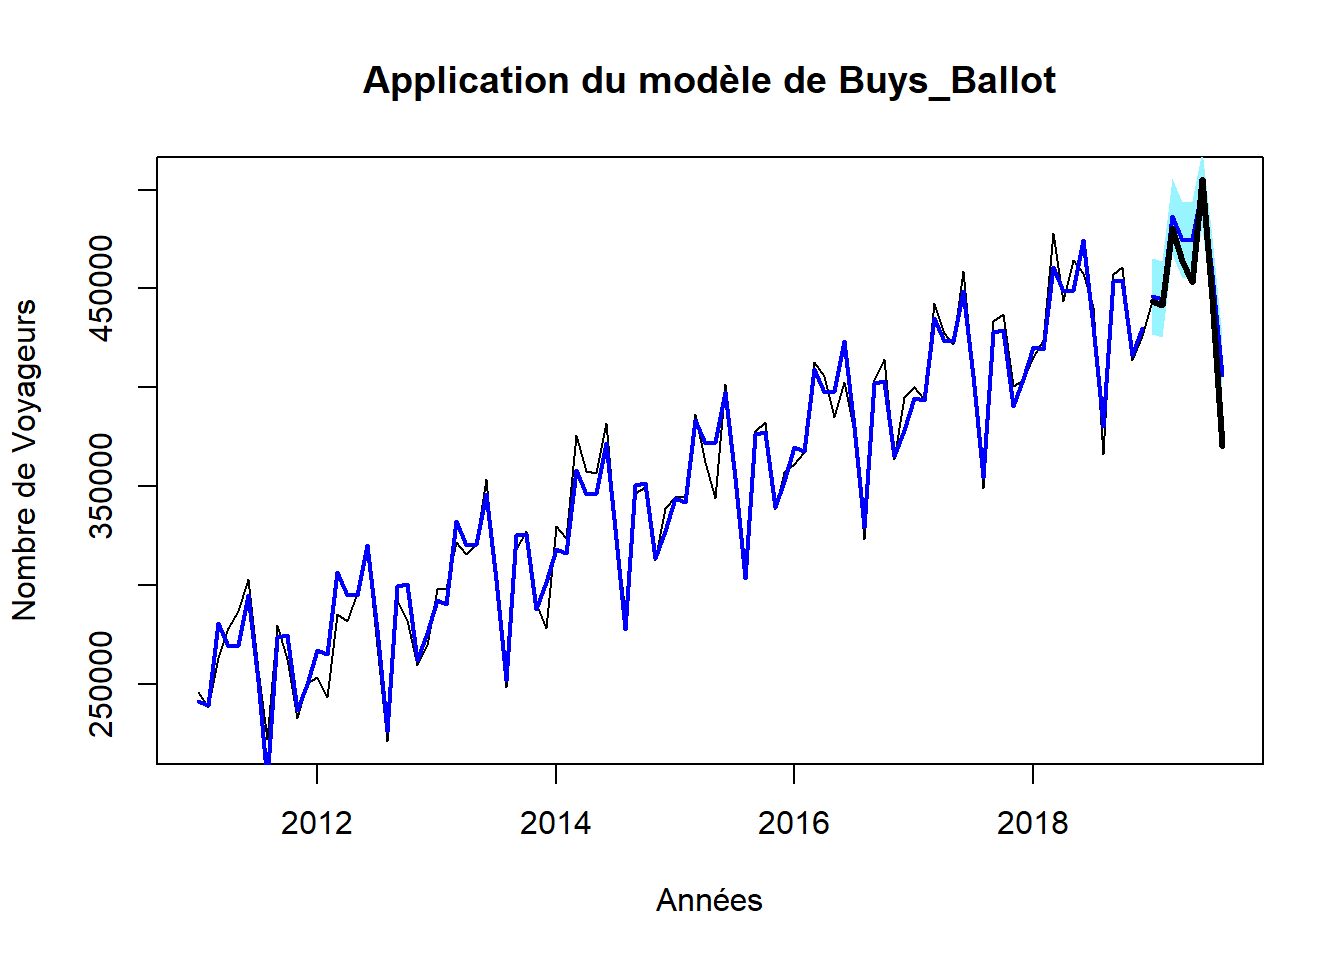 Application du modèle de Buys_Ballot
Nombre de Voyageurs
450000
350000
250000
2012
2014
2016
2018
Années